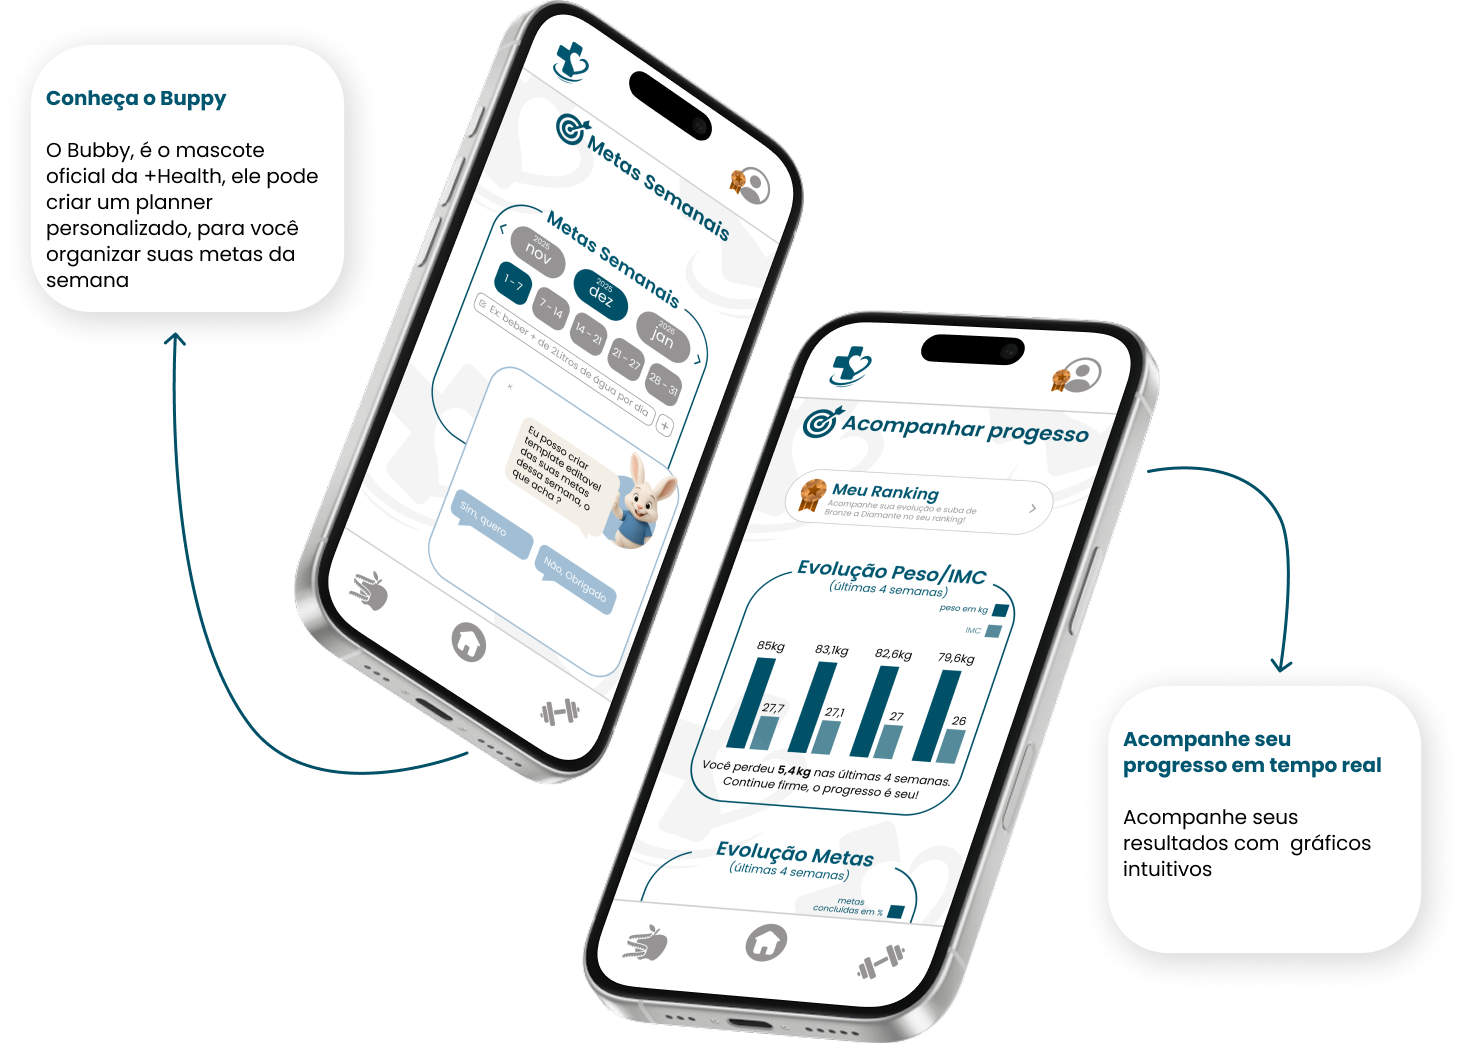 Conheça o Buppy
O Bubby, é o mascote
oficial da +Health, ele pode
criar um planner
personalizado, para você
organizar suas metas da
semana
Metas Semanais
Metas Semanais
2025
nov
2025
dez
2026
jan
1 - 7
7 - 14
14 - 21
21 - 27
28 - 31
Ex: beber + de 2Litros de água por dia
Eu posso criar
template editavel
das suas metas
dessa semana, o
que acha ?
Sim, quero
Não, Obrigado
Acompanhar progesso
Meu Ranking
Acompanhe sua evolução e suba de
Bronze a Diamante no seu ranking!
Evolução Peso/IMC
(últimas 4 semanas)
peso em kg
IMC
85kg
83,1kg
82,6kg
79,6kg
27,7
27,1
27
26
Você perdeu 5,4kg nas últimas 4 semanas.
Continue firme, o progresso é seu!
Evolução Metas
(últimas 4 semanas)
metas
concluídas em %
Acompanhe seu
progresso em tempo real
Acompanhe seus
resultados com  gráficos
intuitivos